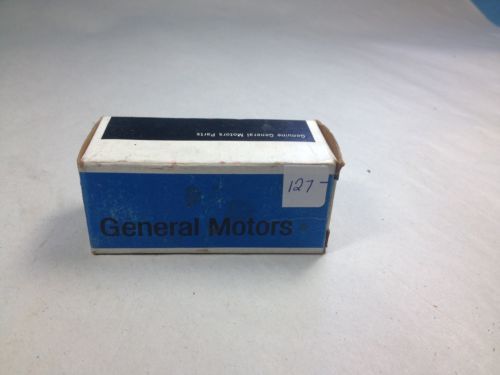 Genuine General Motors Parts
127-
General Motors